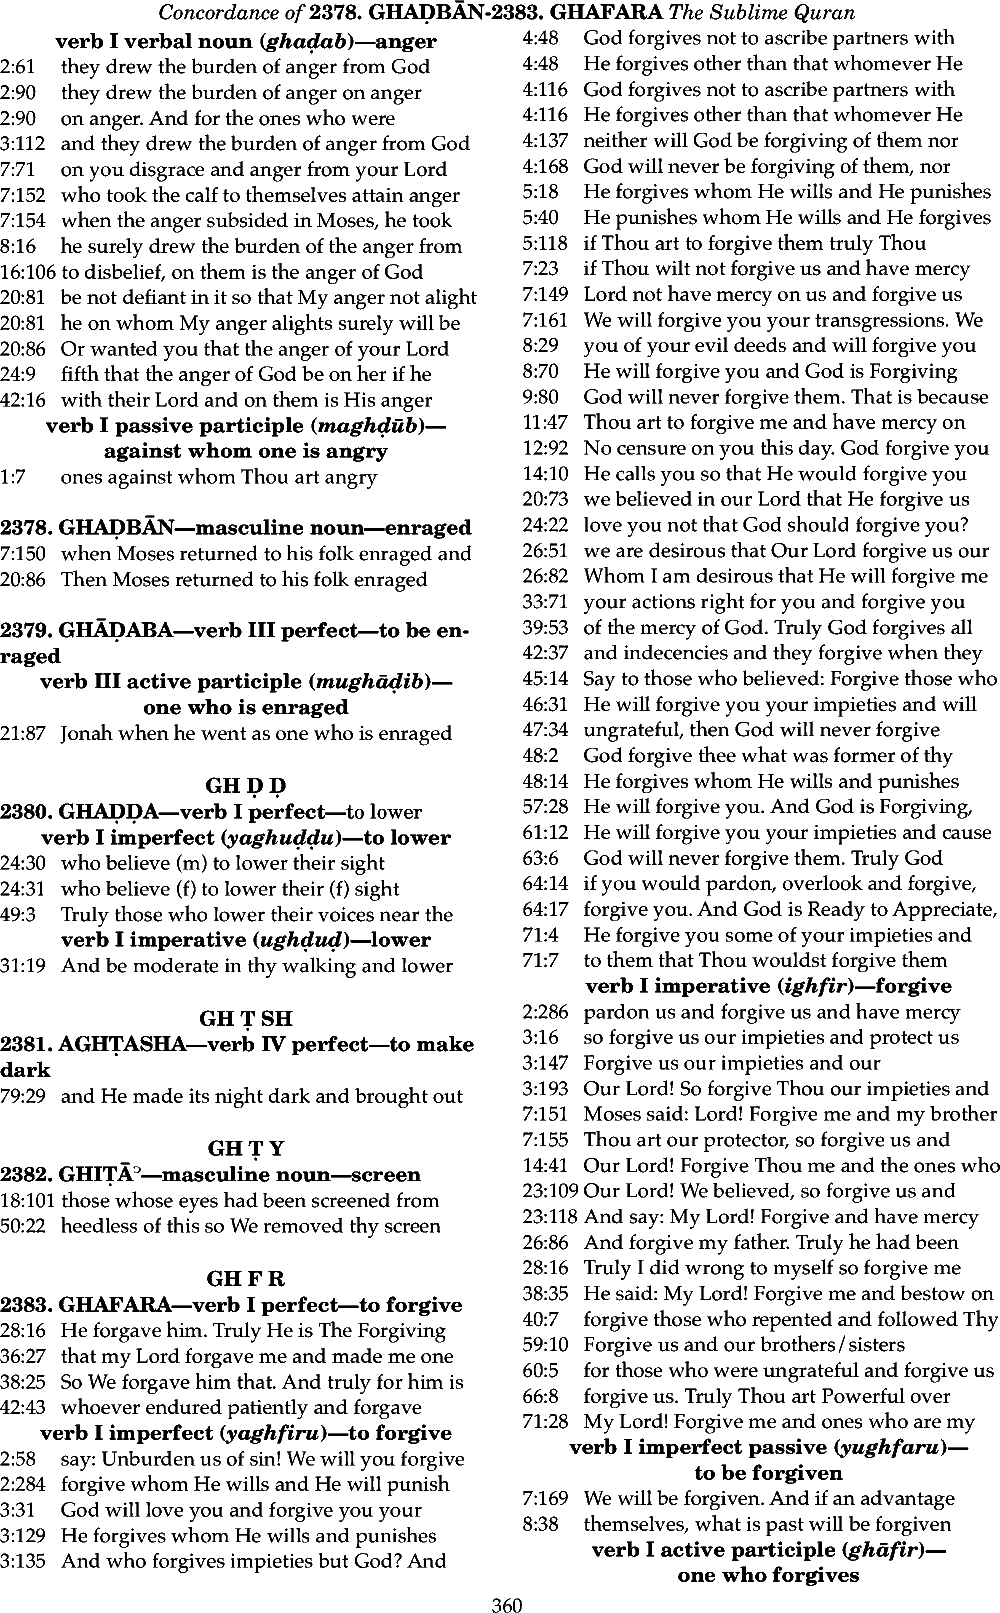 Concordance of 2378. GHAḌBĀN-2383. GHAFARA The Sublime Quran
verb I verbal noun (ghaḍab)—anger
2:61 they drew the burden of anger from God
2:90 they drew the burden of anger on anger
2:90 on anger. And for the ones who were
3:112 and they drew the burden of anger from God
7:71 on you disgrace and anger from your Lord
7:152 who took the calf to themselves attain anger
7:154 when the anger subsided in Moses, he took
8:16 he surely drew the burden of the anger from
16:106 to disbelief, on them is the anger of God
20:81 be not defiant in it so that My anger not alight
20:81 he on whom My anger alights surely will be
20:86 Or wanted you that the anger of your Lord
24:9 fifth that the anger of God be on her if he
42:16 with their Lord and on them is His anger
verb I passive participle (maghḍūb)—
against whom one is angry
1:7 ones against whom Thou art angry
2378. GHAḌBĀN—masculine noun—enraged
7:150 when Moses returned to his folk enraged and
20:86 Then Moses returned to his folk enraged
2379. GHĀḌABA—verb III perfect—to be en-
raged
verb III active participle (mughāḍib)—
one who is enraged
21:87 Jonah when he went as one who is enraged
GH Ḍ Ḍ
2380. GHAḌḌA—verb I perfect—to lower
verb I imperfect (yaghuḍḍu)—to lower
24:30 who believe (m) to lower their sight
24:31 who believe (f) to lower their (f) sight
49:3 Truly those who lower their voices near the
verb I imperative (ughḍuḍ)—lower
31:19 And be moderate in thy walking and lower
GH Ṭ SH
2381. AGHṬASHA—verb IV perfect—to make
dark
79:29 and He made its night dark and brought out
GH Ṭ Y
2382. GHIṬĀʾ—masculine noun—screen
18:101 those whose eyes had been screened from
50:22 heedless of this so We removed thy screen
GH F R
2383. GHAFARA—verb I perfect—to forgive
28:16 He forgave him. Truly He is The Forgiving
36:27 that my Lord forgave me and made me one
38:25 So We forgave him that. And truly for him is
42:43 whoever endured patiently and forgave
verb I imperfect (yaghfiru)—to forgive
2:58 say: Unburden us of sin! We will you forgive
2:284 forgive whom He wills and He will punish
3:31 God will love you and forgive you your
3:129 He forgives whom He wills and punishes
3:135 And who forgives impieties but God? And
4:48 God forgives not to ascribe partners with
4:48 He forgives other than that whomever He
4:116 God forgives not to ascribe partners with
4:116 He forgives other than that whomever He
4:137 neither will God be forgiving of them nor
4:168 God will never be forgiving of them, nor
5:18 He forgives whom He wills and He punishes
5:40 He punishes whom He wills and He forgives
5:118 if Thou art to forgive them truly Thou
7:23 if Thou wilt not forgive us and have mercy
7:149 Lord not have mercy on us and forgive us
7:161 We will forgive you your transgressions. We
8:29 you of your evil deeds and will forgive you
8:70 He will forgive you and God is Forgiving
9:80 God will never forgive them. That is because
11:47 Thou art to forgive me and have mercy on
12:92 No censure on you this day. God forgive you
14:10 He calls you so that He would forgive you
20:73 we believed in our Lord that He forgive us
24:22 love you not that God should forgive you?
26:51 we are desirous that Our Lord forgive us our
26:82 Whom I am desirous that He will forgive me
33:71 your actions right for you and forgive you
39:53 of the mercy of God. Truly God forgives all
42:37 and indecencies and they forgive when they
45:14 Say to those who believed: Forgive those who
46:31 He will forgive you your impieties and will
47:34 ungrateful, then God will never forgive
48:2 God forgive thee what was former of thy
48:14 He forgives whom He wills and punishes
57:28 He will forgive you. And God is Forgiving,
61:12 He will forgive you your impieties and cause
63:6 God will never forgive them. Truly God
64:14 if you would pardon, overlook and forgive,
64:17 forgive you. And God is Ready to Appreciate,
71:4 He forgive you some of your impieties and
71:7 to them that Thou wouldst forgive them
verb I imperative (ighfir)—forgive
2:286 pardon us and forgive us and have mercy
3:16 so forgive us our impieties and protect us
3:147 Forgive us our impieties and our
3:193 Our Lord! So forgive Thou our impieties and
7:151 Moses said: Lord! Forgive me and my brother
7:155 Thou art our protector, so forgive us and
14:41 Our Lord! Forgive Thou me and the ones who
23:109 Our Lord! We believed, so forgive us and
23:118 And say: My Lord! Forgive and have mercy
26:86 And forgive my father. Truly he had been
28:16 Truly I did wrong to myself so forgive me
38:35 He said: My Lord! Forgive me and bestow on
40:7 forgive those who repented and followed Thy
59:10 Forgive us and our brothers/sisters
60:5 for those who were ungrateful and forgive us
66:8 forgive us. Truly Thou art Powerful over
71:28 My Lord! Forgive me and ones who are my
verb I imperfect passive (yughfaru)—
to be forgiven
7:169 We will be forgiven. And if an advantage
8:38 themselves, what is past will be forgiven
verb I active participle (ghāfir)—
one who forgives
360